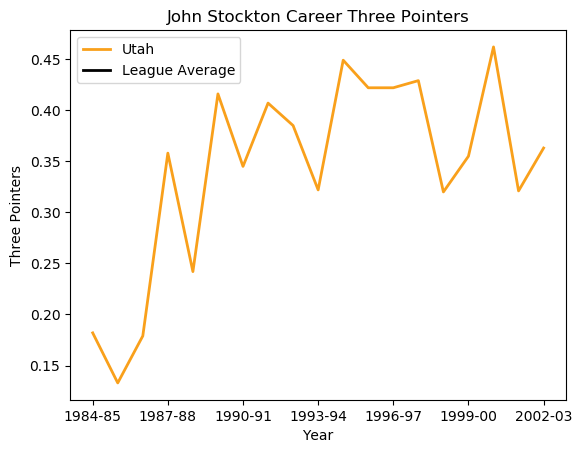 John Stockton Career Three Pointers
Utah
League Average
Three Pointers
0.45
0.40
0.35
0.30
0.25
0.20
0.15
1984-85 1987-88 1990-91 1993-94 1996-97 1999-00 2002-03
Year